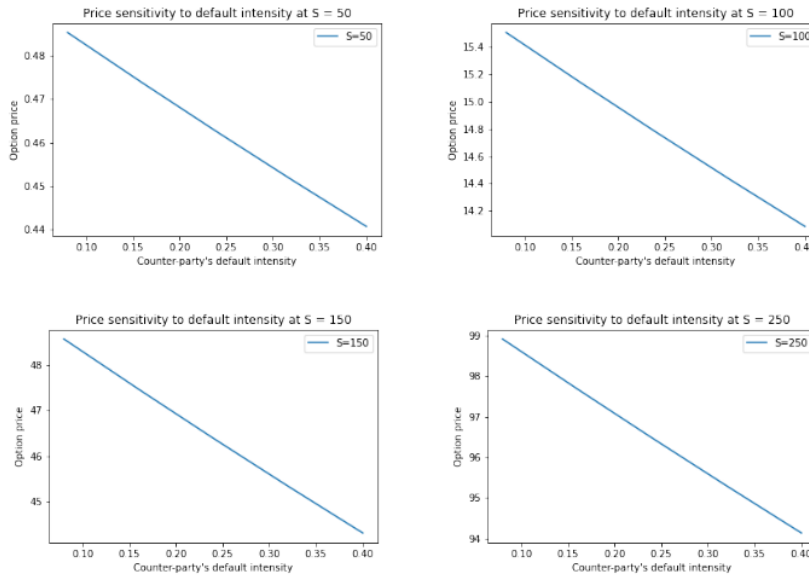 Price sensitivity to default intensity at S = 50
S=50
0.48
0.47
0.46
0.45
0.44
Option price
0.10 0.15 0.20 0.25 0.30 0.35 0.40
Counter-party's default intensity
Price sensitivity to default intensity at S = 100
S=100
15.4
15.2
15.0
14.8
14.6
14.4
14.2
Option price
0.10 0.15 0.20 0.25 0.30 0.35 0.40
Counter-party's default intensity
Price sensitivity to default intensity at S = 150
S=150
48
47
46
45
Option price
0.10 0.15 0.20 0.25 0.30 0.35 0.40
Counter-party's default intensity
Price sensitivity to default intensity at S = 250
S=250
99
98
97
96
95
94
Option price
0.10 0.15 0.20 0.25 0.30 0.35 0.40
Counter-party's default intensity